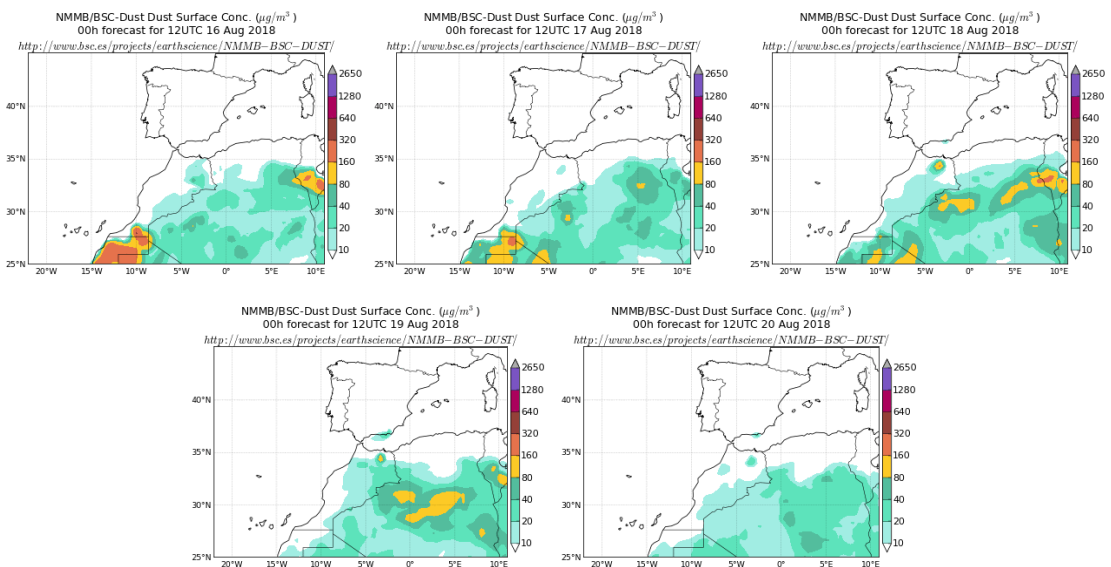 NMMB/BSC-Dust Dust Surface Conc. (μg/m³)
00h forecast for 12UTC 16 Aug 2018
http://www.bsc.es/projects/earthscience/NMMB−BSC−DUST/
40°N
35°N
30°N
25°N
20°W 15°W 10°W 5°W 0° 5°E 10°E
2650
1280
640
320
160
80
40
20
10
NMMB/BSC-Dust Dust Surface Conc. (μg/m³)
00h forecast for 12UTC 17 Aug 2018
http://www.bsc.es/projects/earthscience/NMMB−BSC−DUST/
40°N
35°N
30°N
25°N
20°W 15°W 10°W 5°W 0° 5°E 10°E
2650
1280
640
320
160
80
40
20
10
NMMB/BSC-Dust Dust Surface Conc. (μg/m³)
00h forecast for 12UTC 18 Aug 2018
http://www.bsc.es/projects/earthscience/NMMB−BSC−DUST/
40°N
35°N
30°N
25°N
20°W 15°W 10°W 5°W 0° 5°E 10°E
2650
1280
640
320
160
80
40
20
10
NMMB/BSC-Dust Dust Surface Conc. (μg/m³)
00h forecast for 12UTC 19 Aug 2018
http://www.bsc.es/projects/earthscience/NMMB−BSC−DUST/
40°N
35°N
30°N
25°N
20°W 15°W 10°W 5°W 0° 5°E 10°E
2650
1280
640
320
160
80
40
20
10
NMMB/BSC-Dust Dust Surface Conc. (μg/m³)
00h forecast for 12UTC 20 Aug 2018
http://www.bsc.es/projects/earthscience/NMMB−BSC−DUST/
40°N
35°N
30°N
25°N
20°W 15°W 10°W 5°W 0° 5°E 10°E
2650
1280
640
320
160
80
40
20
10